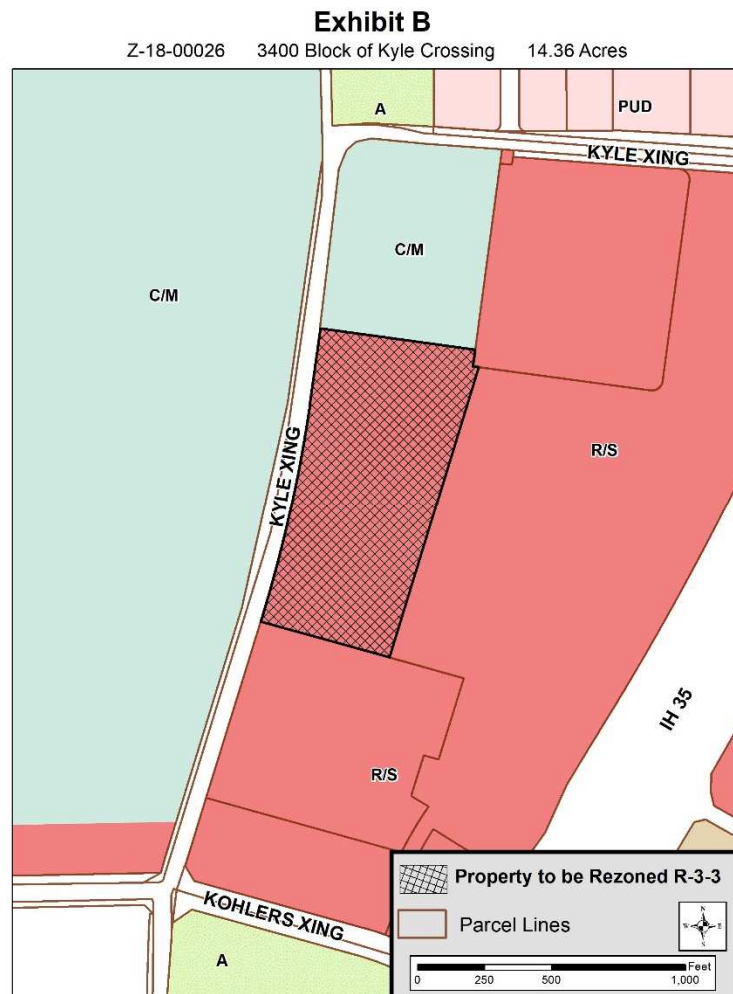 Exhibit B
Z-18-00026 3400 Block of Kyle Crossing 14.36 Acres
A
PUD
KYLE XING
C/M
C/M
R/S
KYLE XING
IH 35
R/S
Property to be Rezoned R-3-3
Parcel Lines
N
W E
S
KOHLERS XING
A
Feet
0 250 500 1,000